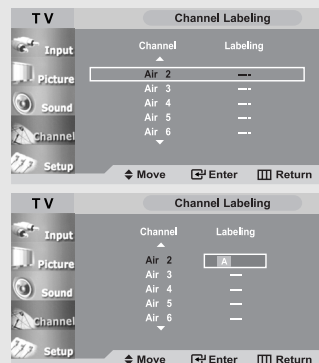 TV Channel Labeling
Input
Picture
Sound
Channel
Setup
Channel Labeling
Air 2 ----
Air 3 ----
Air 4 ----
Air 5 ----
Air 6 ----
Move Enter Return
TV Channel Labeling
Input
Picture
Sound
Channel
Setup
Channel Labeling
Air 2 A
Air 3 ----
Air 4 ----
Air 5 ----
Air 6 ----
Move Enter Return